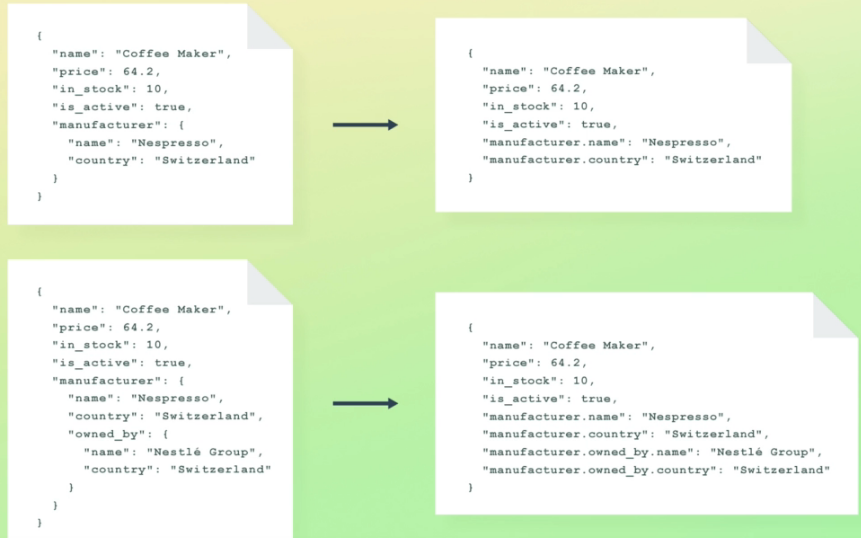 {
  "name": "Coffee Maker",
  "price": 64.2,
  "in_stock": 10,
  "is_active": true,
  "manufacturer": {
    "name": "Nespresso",
    "country": "Switzerland"
  }
}
{
  "name": "Coffee Maker",
  "price": 64.2,
  "in_stock": 10,
  "is_active": true,
  "manufacturer.name": "Nespresso",
  "manufacturer.country": "Switzerland"
}
{
  "name": "Coffee Maker",
  "price": 64.2,
  "in_stock": 10,
  "is_active": true,
  "manufacturer": {
    "name": "Nespresso",
    "country": "Switzerland",
    "owned_by": {
      "name": "Nestlé Group",
      "country": "Switzerland"
    }
  }
}
{
  "name": "Coffee Maker",
  "price": 64.2,
  "in_stock": 10,
  "is_active": true,
  "manufacturer.name": "Nespresso",
  "manufacturer.country": "Switzerland",
  "manufacturer.owned_by.name": "Nestlé Group",
  "manufacturer.owned_by.country": "Switzerland"
}